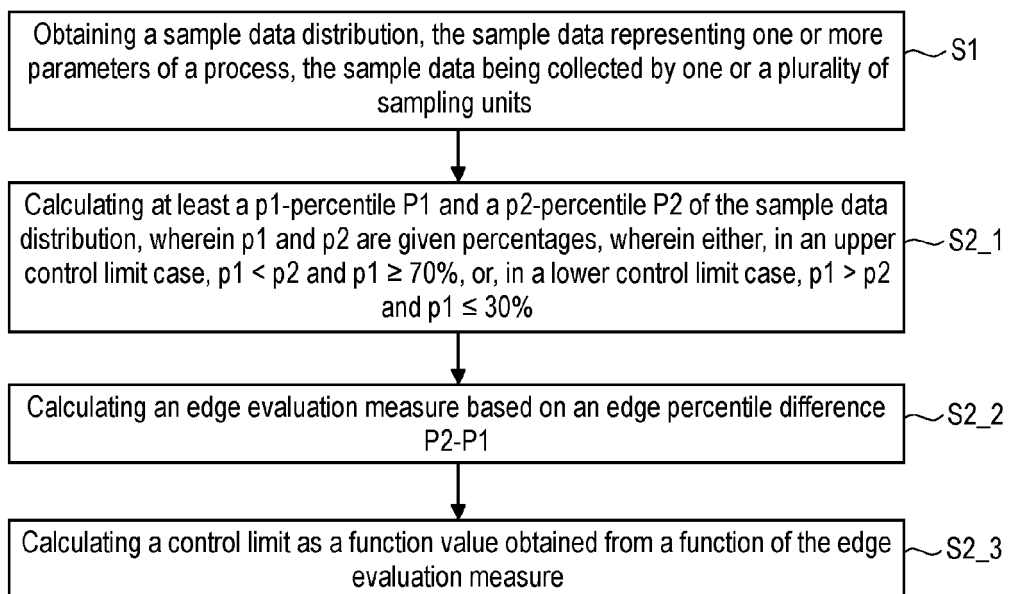 Obtaining a sample data distribution, the sample data representing one or more
parameters of a process, the sample data being collected by one or a plurality of
sampling units
S1
Calculating at least a p1-percentile P1 and a p2-percentile P2 of the sample data
distribution, wherein p1 and p2 are given percentages, wherein either, in an upper
control limit case, p1 < p2 and p1 ≥ 70%, or, in a lower control limit case, p1 > p2
and p1 ≤ 30%
S2_1
Calculating an edge evaluation measure based on an edge percentile difference
P2-P1
S2_2
Calculating a control limit as a function value obtained from a function of the edge
evaluation measure
S2_3